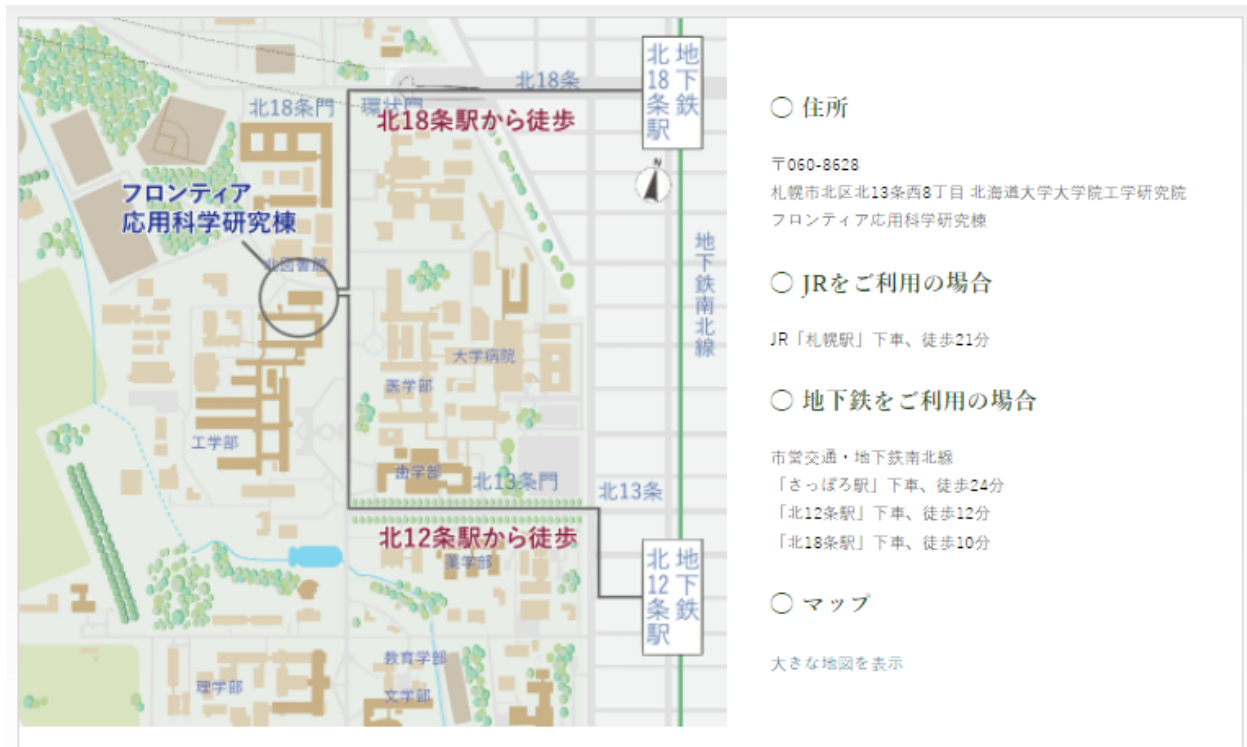 地下鉄
北18条駅
北18条
北18条門
環状門
北18条駅から徒歩
N
フロンティア
応用科学研究棟
北図書館
地下鉄南北線
大学病院
医学部
工学部
歯学部
北13条門
北13条
北12条駅から徒歩
薬学部
地下鉄
北12条駅
教育学部
理学部
文学部
○ 住所
〒060-8628
札幌市北区北13条西8丁目 北海道大学大学院工学研究院
フロンティア応用科学研究棟
○ JRをご利用の場合
JR「札幌駅」下車、徒歩21分
○ 地下鉄をご利用の場合
市営交通・地下鉄南北線
「さっぽろ駅」下車、徒歩24分
「北12条駅」下車、徒歩12分
「北18条駅」下車、徒歩10分
○ マップ
大きな地図を表示